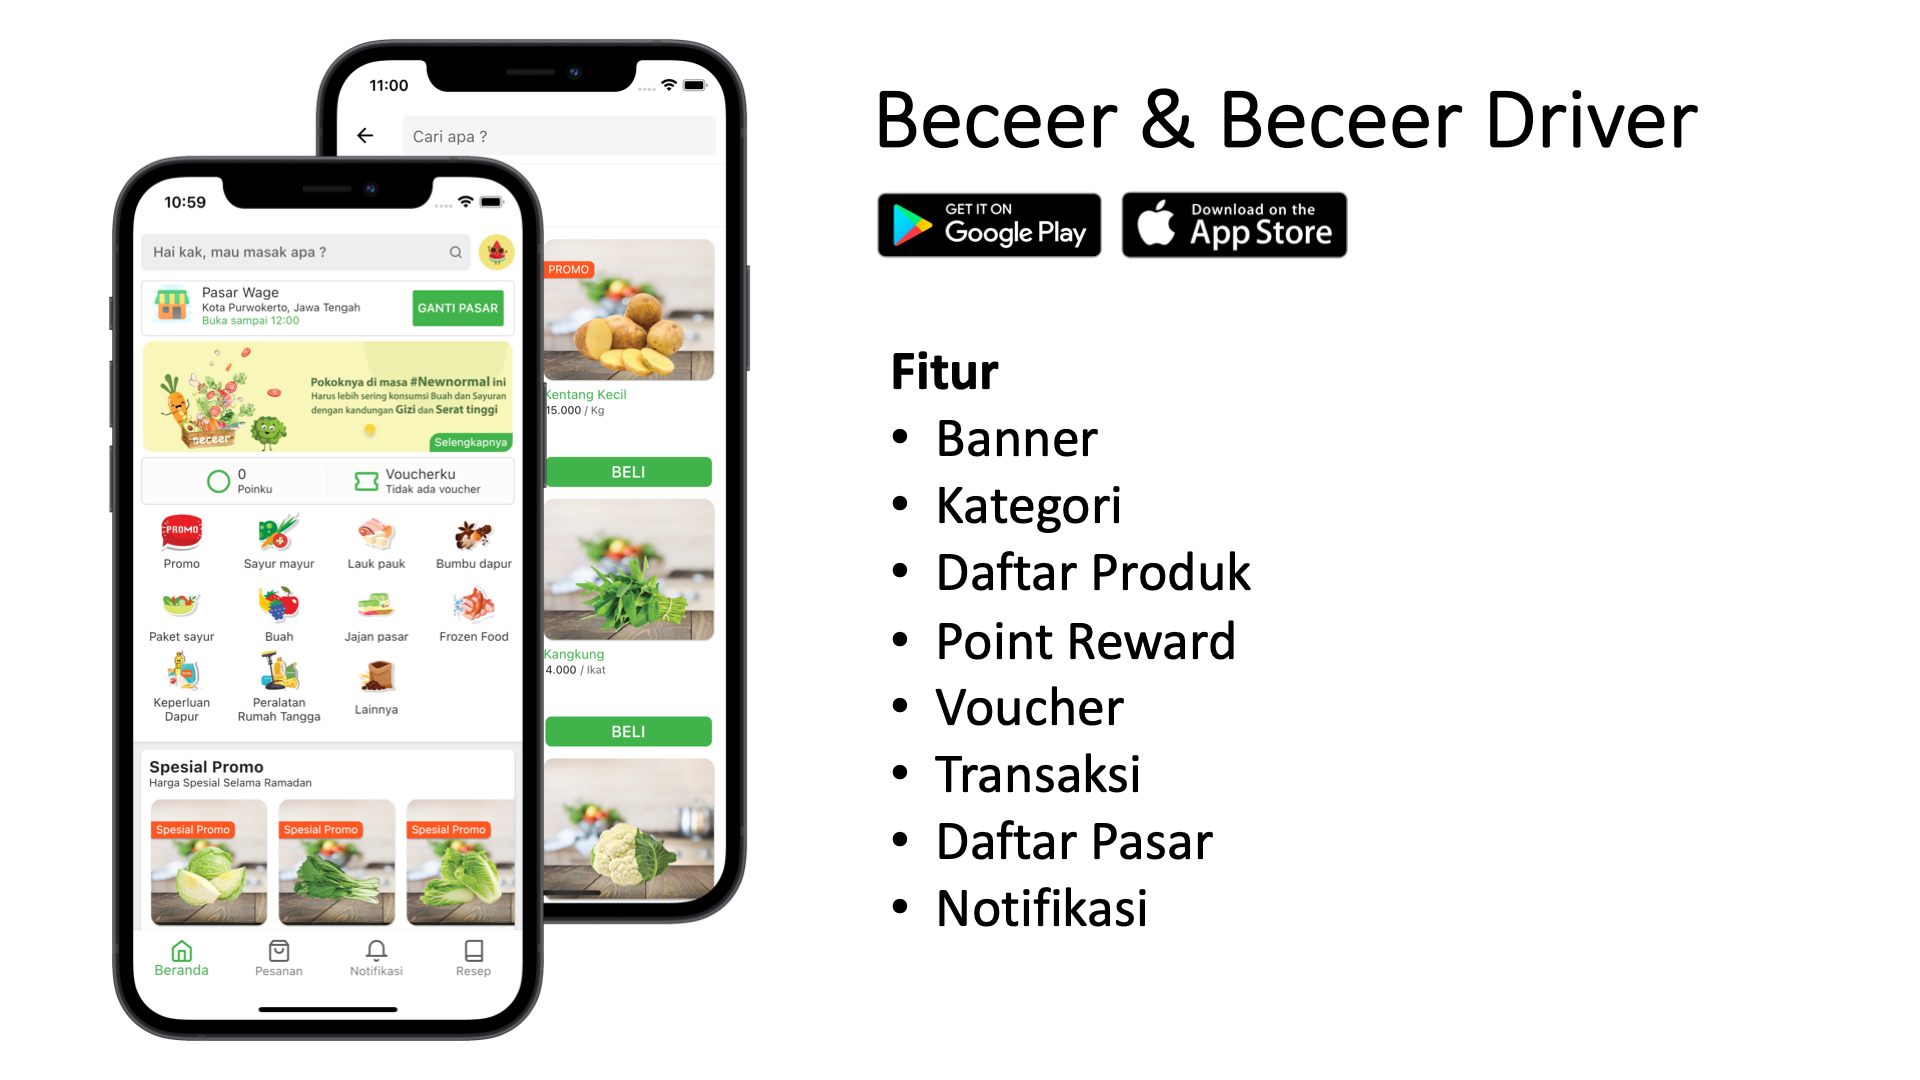 11:00
Cari apa ?
PROMO
Kentang Kecil
15.000 / Kg
BELI
Kangkung
4.000 / Ikat
BELI
10:59
Hai kak, mau masak apa ?
Pasar Wage
Kota Purwokerto, Jawa Tengah
Buka sampai 12:00
GANTI PASAR
Pokoknya di masa #Newnormal ini
Harus lebih sering konsumsi Buah dan Sayuran
dengan kandungan Gizi dan Serat tinggi
beceer
Selengkapnya
0
Poinku
Voucherku
Tidak ada voucher
PROMO
Promo
Sayur mayur
Lauk pauk
Bumbu dapur
Paket sayur
Buah
Jajan pasar
Frozen Food
Keperluan
Dapur
Peralatan
Rumah Tangga
Lainnya
Spesial Promo
Harga Spesial Selama Ramadan
Spesial Promo
Spesial Promo
Spesial Promo
Beranda
Pesanan
Notifikasi
Resep
Beceer & Beceer Driver
GET IT ON
Google Play
Download on the
App Store
Fitur
• Banner
• Kategori
• Daftar Produk
• Point Reward
• Voucher
• Transaksi
• Daftar Pasar
• Notifikasi